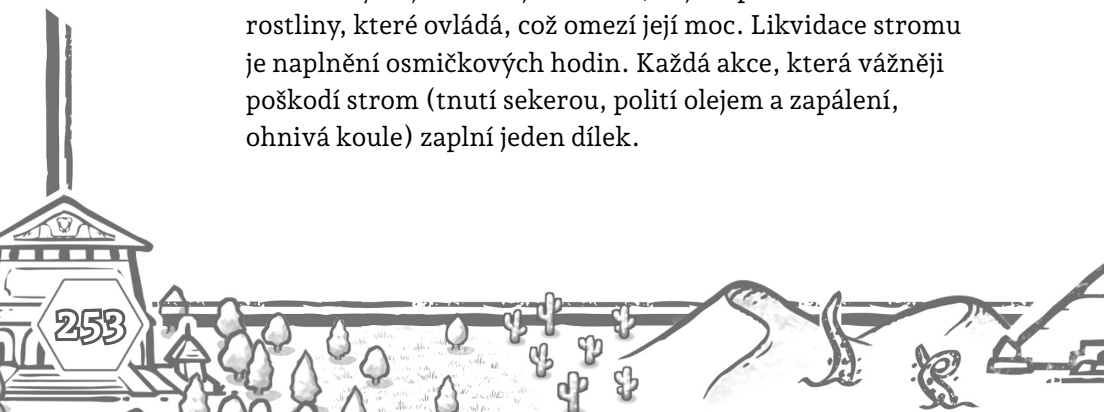 rostliny, které ovládá, což omezí její moc. Likvidace stromu
je naplnění osmičkových hodin. Každá akce, která vážněji
poškodí strom (tnutí sekerou, polití olejem a zapálení,
ohnivá koule) zaplní jeden dílek.
253